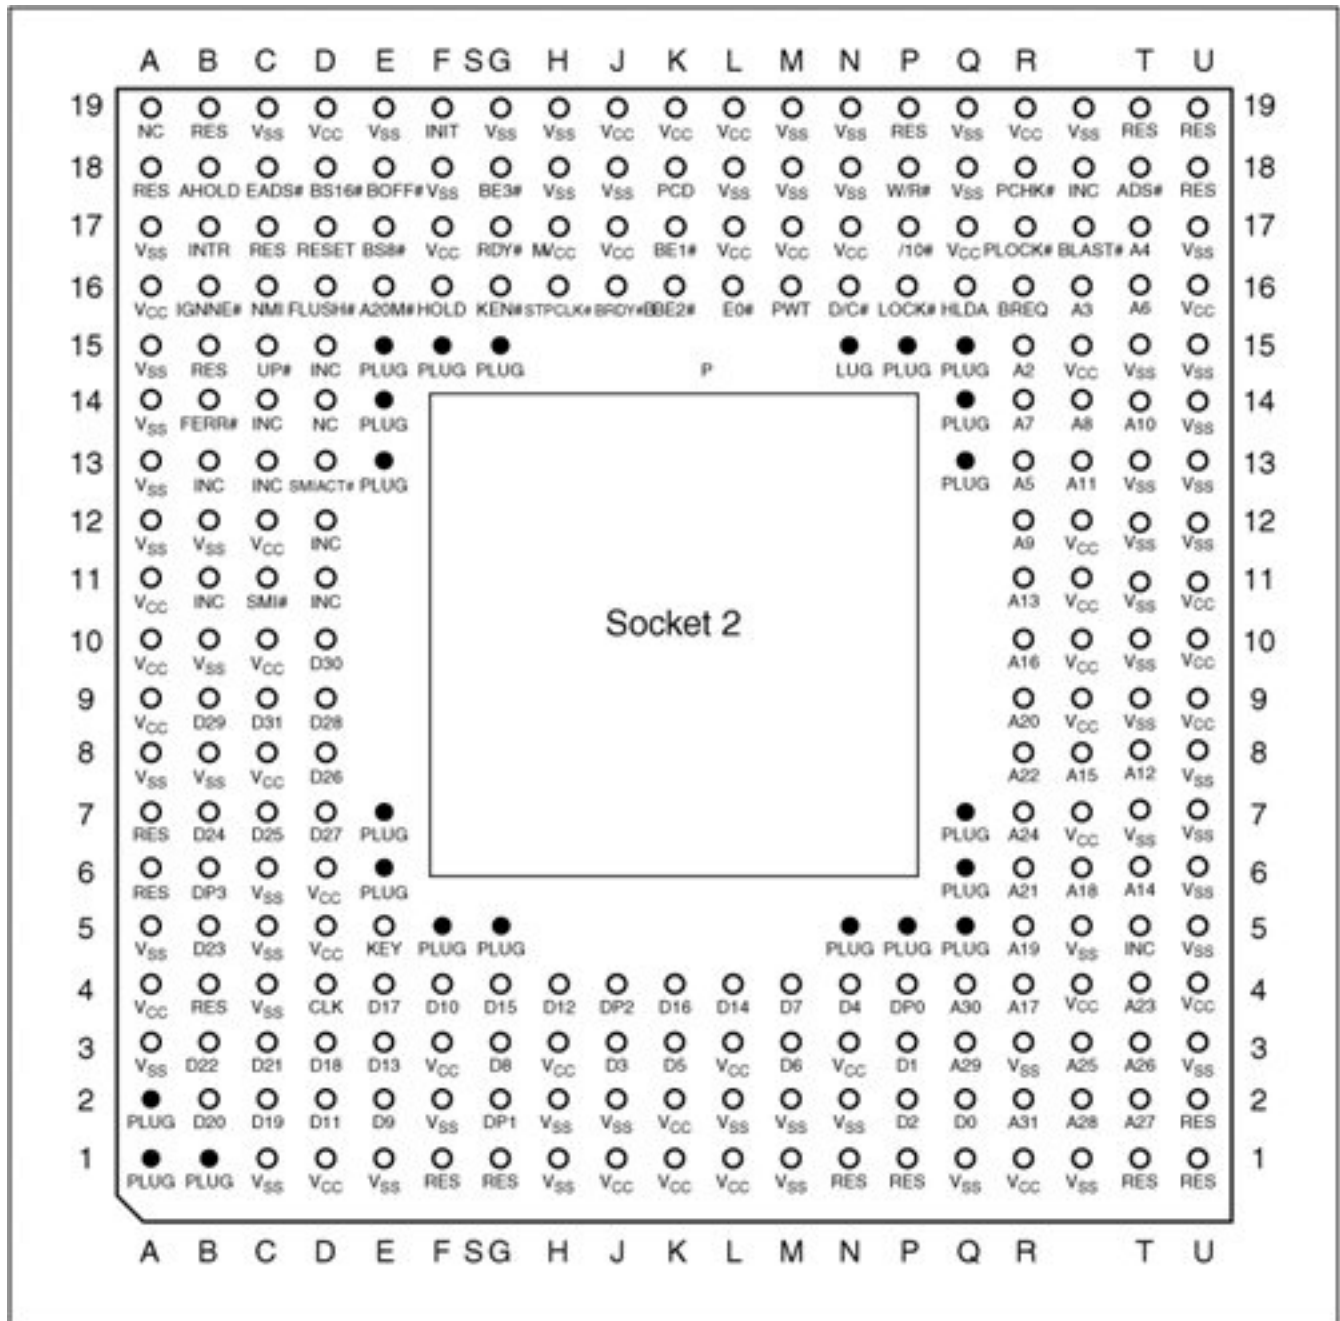 A B C D E F S G H J K L M N P Q R T U
19 19
NC RES VSS VCC VSS INIT VSS VSS VCC VCC VCC VSS VSS RES VSS VCC VSS RES RES
18 18
RES AHOLD EADS# BS16# BOFF# VSS BE3# VSS VSS PCD VSS VSS VSS W/R# VSS PCHK# INC ADS# RES
17 17
VSS INTR RES RESET BS8# VCC RDY# M/VCC VCC BE1# VCC VCC VCC /10# VCC PLOCK# BLAST# A4 VSS
16 16
VCC IGNNE# NMI FLUSH# A20M# HOLD KEN# STPCLK# BRDY#B BE2# E0# PWT D/C# LOCK# HLDA BREQ A3 A6 VCC
15 15
VSS RES UP# INC PLUG PLUG PLUG P LUG PLUG PLUG A2 VCC VSS VSS
14 14
VSS FERR# INC NC PLUG PLUG A7 A8 A10 VSS
13 13
VSS INC INC SMIACT# PLUG PLUG A5 A11 VSS VSS
12 12
VSS VSS VCC INC A9 VCC VSS VSS
11 11
VCC INC SMI# INC A13 VCC VSS VCC
Socket 2
10 10
VCC VSS VCC D30 A16 VCC VSS VCC
9 9
VCC D29 D31 D28 A20 VCC VSS VCC
8 8
VSS VSS VCC D26 A22 A15 A12 VSS
7 7
RES D24 D25 D27 PLUG PLUG A24 VCC VSS VSS
6 6
RES DP3 VSS VCC PLUG PLUG A21 A18 A14 VSS
5 5
VSS D23 VSS VCC KEY PLUG PLUG PLUG PLUG PLUG A19 VSS INC VSS
4 4
VCC RES VSS CLK D17 D10 D15 D12 DP2 D16 D14 D7 D4 DP0 A30 A17 VCC A23 VCC
3 3
VSS D22 D21 D18 D13 VCC D8 VCC D3 D5 VCC D6 VCC D1 A29 VSS A25 A26 VSS
2 2
PLUG D20 D19 D11 D9 VSS DP1 VSS VSS VCC VSS VSS VSS D2 D0 A31 A28 A27 RES
1 1
PLUG PLUG VSS VCC VSS RES RES VSS VCC VCC VCC VSS RES RES VSS VCC VSS RES RES
A B C D E F S G H J K L M N P Q R T U